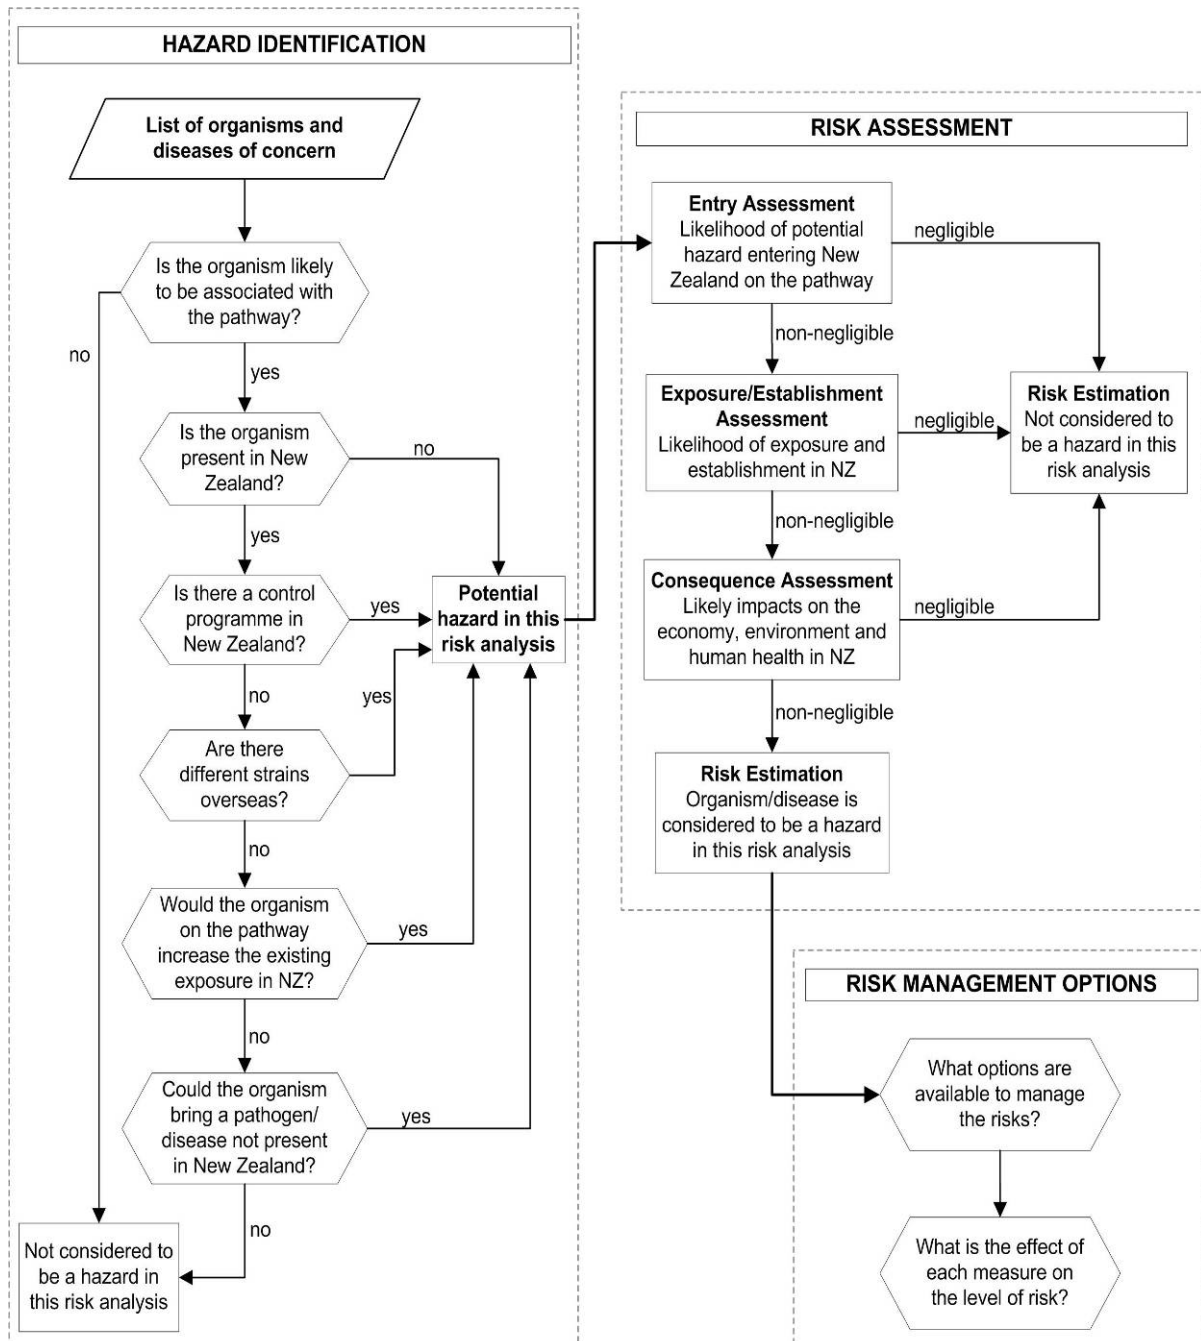 HAZARD IDENTIFICATION
List of organisms and
diseases of concern
Is the organism likely
to be associated with
the pathway?
no
yes
Is the organism
present in New
Zealand?
no
yes
Is there a control
programme in
New Zealand?
yes
Potential
hazard in this
risk analysis
no
yes
Are there
different strains
overseas?
no
Would the organism
on the pathway
increase the existing
exposure in NZ?
yes
no
Could the organism
bring a pathogen/
disease not present
in New Zealand?
yes
no
Not considered to
be a hazard in
this risk analysis
RISK ASSESSMENT
Entry Assessment
Likelihood of potential
hazard entering New
Zealand on the pathway
negligible
non-negligible
Exposure/Establishment
Assessment
Likelihood of exposure and
establishment in NZ
negligible
Risk Estimation
Not considered to
be a hazard in this
risk analysis
non-negligible
Consequence Assessment
Likely impacts on the
economy, environment and
human health in NZ
negligible
non-negligible
Risk Estimation
Organism/disease is
considered to be a hazard
in this risk analysis
RISK MANAGEMENT OPTIONS
What options are
available to manage
the risks?
What is the effect of
each measure on
the level of risk?